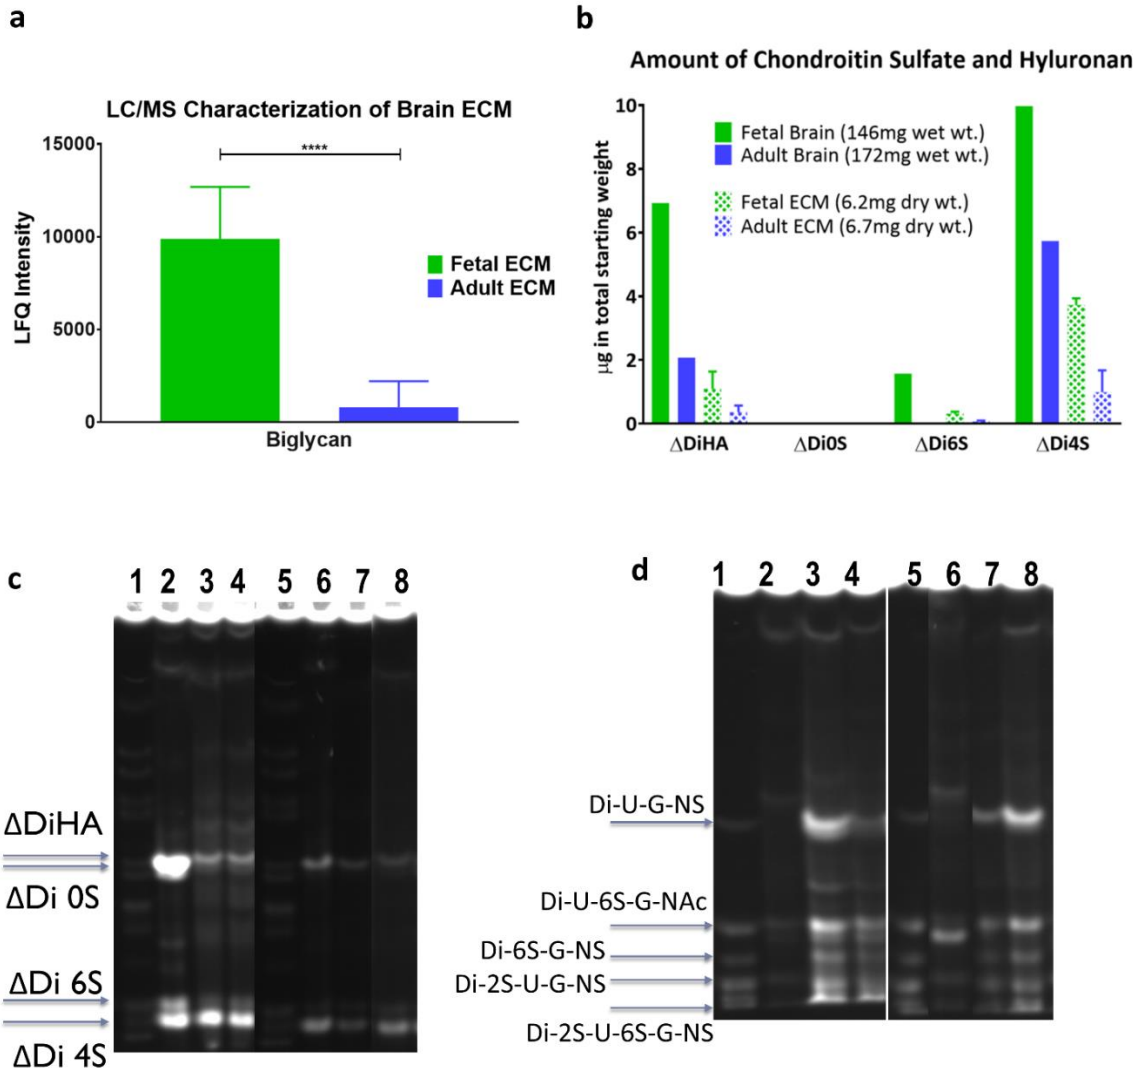 a
LC/MS Characterization of Brain ECM
15000
10000
5000
0
LFQ Intensity
****
Fetal ECM
Adult ECM
Biglycan
b
Amount of Chondroitin Sulfate and Hyluronan
10
8
6
4
2
0
µg in total starting weight
Fetal Brain (146mg wet wt.)
Adult Brain (172mg wet wt.)
Fetal ECM (6.2mg dry wt.)
Adult ECM (6.7mg dry wt.)
ΔDiHA ΔDi0S ΔDi6S ΔDi4S
c
1 2 3 4 5 6 7 8
ΔDiHA
ΔDi 0S
ΔDi 6S
ΔDi 4S
d
1 2 3 4 5 6 7 8
Di-U-G-NS
Di-U-6S-G-NAc
Di-6S-G-NS
Di-2S-U-G-NS
Di-2S-U-6S-G-NS